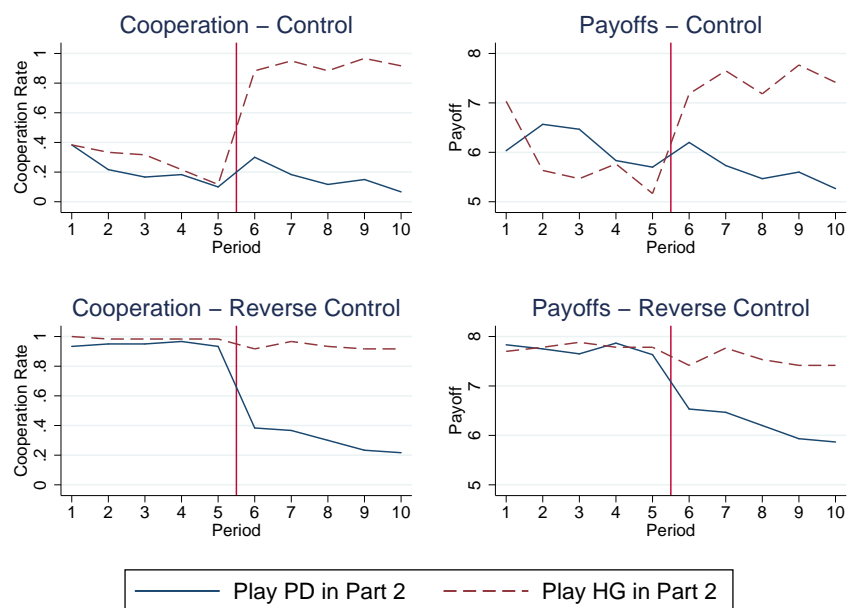 Cooperation – Control
Cooperation Rate
0 .2 .4 .6 .8 1
1 2 3 4 5 6 7 8 9 10
Period
Payoffs – Control
Payoff
5 6 7 8
1 2 3 4 5 6 7 8 9 10
Period
Cooperation – Reverse Control
Cooperation Rate
0 .2 .4 .6 .8 1
1 2 3 4 5 6 7 8 9 10
Period
Payoffs – Reverse Control
Payoff
5 6 7 8
1 2 3 4 5 6 7 8 9 10
Period
Play PD in Part 2 Play HG in Part 2